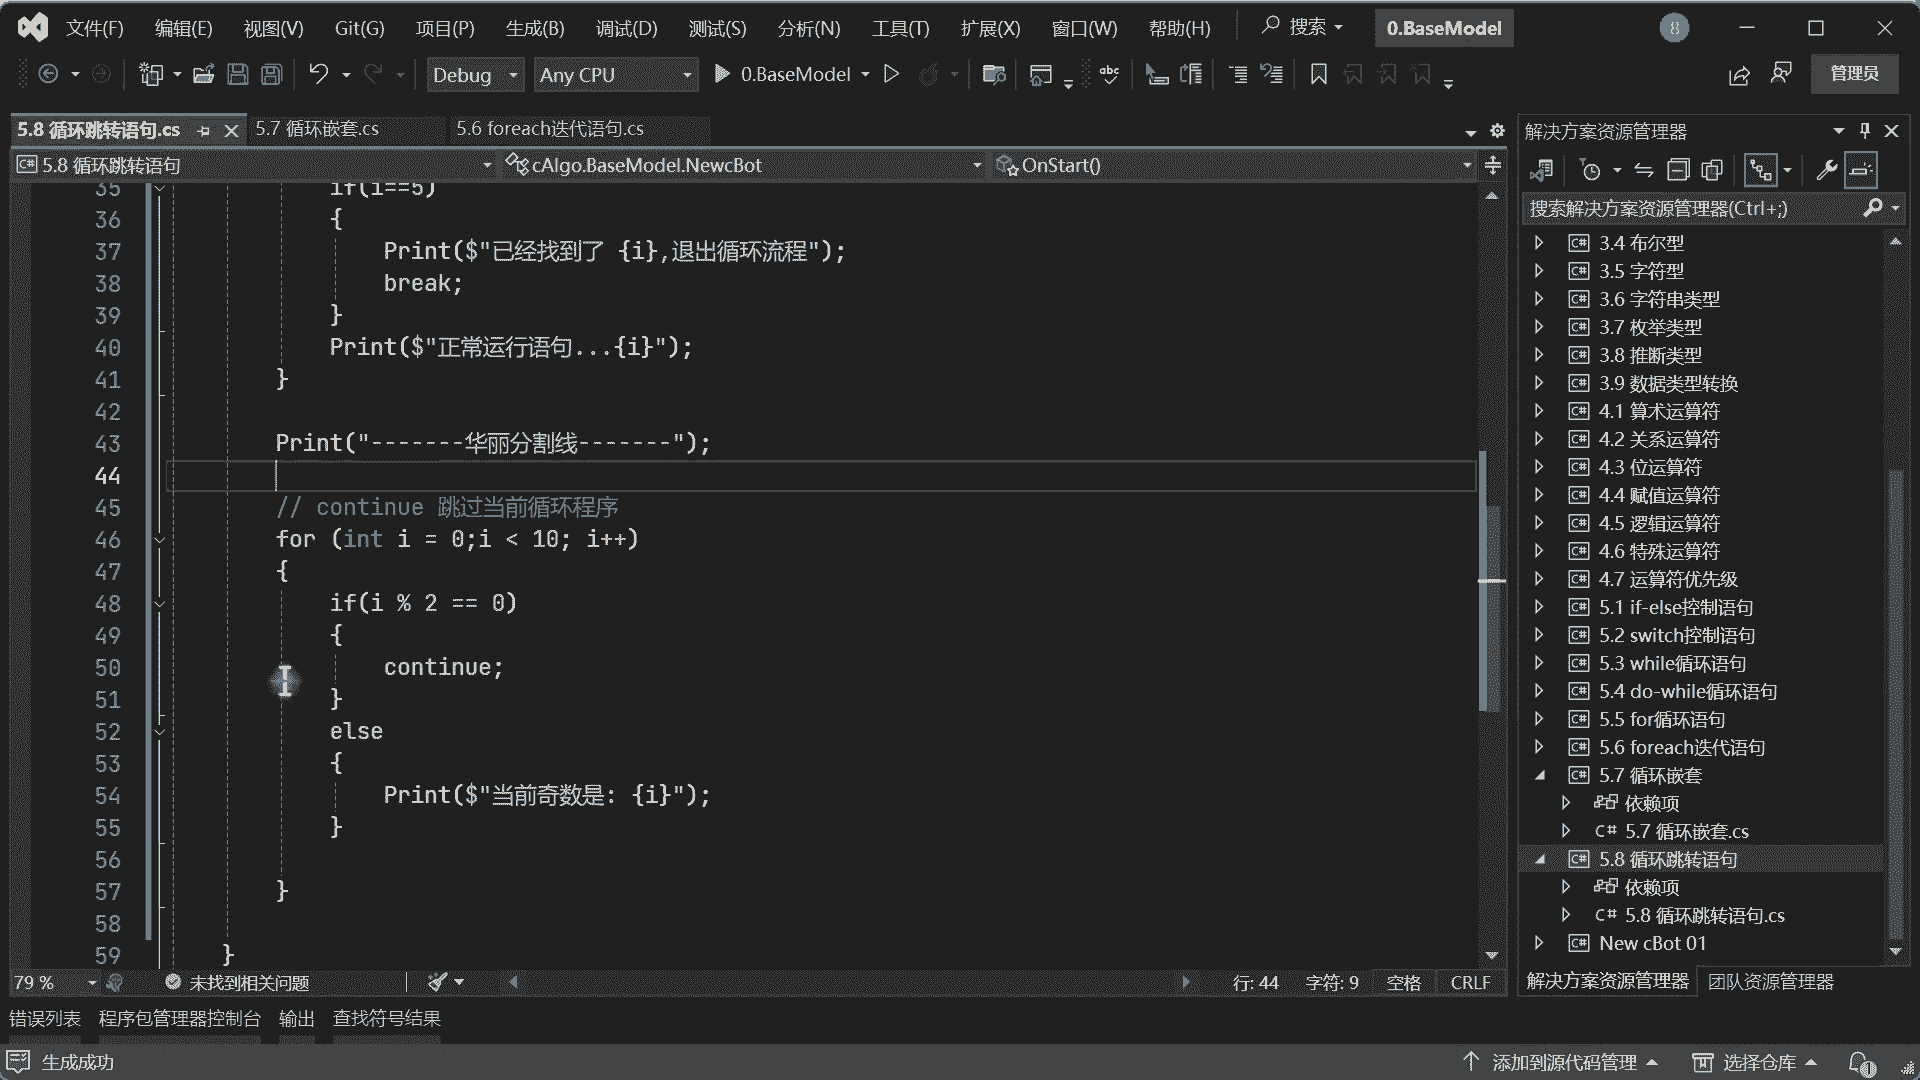 文件(F) 编辑(E) 视图(V) Git(G) 项目(P) 生成(B) 调试(D) 测试(S) 分析(N) 工具(T) 扩展(X) 窗口(W) 帮助(H) 搜索 0.BaseModel
Debug Any CPU 0.BaseModel 管理员
5.8 循环跳转语句.cs 5.7 循环嵌套.cs 5.6 foreach迭代语句.cs
C# 5.8 循环跳转语句 cAlgo.BaseModel.NewcBot OnStart()
35 if(i==5)
36 {
37 Print($"已经找到了 {i},退出循环流程");
38 break;
39 }
40 Print($"正常运行语句...{i}");
41 }
42
43 Print("-------华丽分割线-------");
44
45 // continue 跳过当前循环程序
46 for (int i = 0;i < 10; i++)
47 {
48 if(i % 2 == 0)
49 {
50 continue;
51 }
52 else
53 {
54 Print($"当前奇数是: {i}");
55 }
56
57 }
58
59 }
79 % 未找到相关问题 行: 44 字符: 9 空格 CRLF
错误列表 程序包管理器控制台 输出 查找符号结果
解决方案资源管理器
搜索解决方案资源管理器(Ctrl+;)
C# 3.4 布尔型
C# 3.5 字符型
C# 3.6 字符串类型
C# 3.7 枚举类型
C# 3.8 推断类型
C# 3.9 数据类型转换
C# 4.1 算术运算符
C# 4.2 关系运算符
C# 4.3 位运算符
C# 4.4 赋值运算符
C# 4.5 逻辑运算符
C# 4.6 特殊运算符
C# 4.7 运算符优先级
C# 5.1 if-else控制语句
C# 5.2 switch控制语句
C# 5.3 while循环语句
C# 5.4 do-while循环语句
C# 5.5 for循环语句
C# 5.6 foreach迭代语句
C# 5.7 循环嵌套
依赖项
C# 5.7 循环嵌套.cs
C# 5.8 循环跳转语句
依赖项
C# 5.8 循环跳转语句.cs
C# New cBot 01
解决方案资源管理器 团队资源管理器
生成成功 添加到源代码管理 选择仓库 1